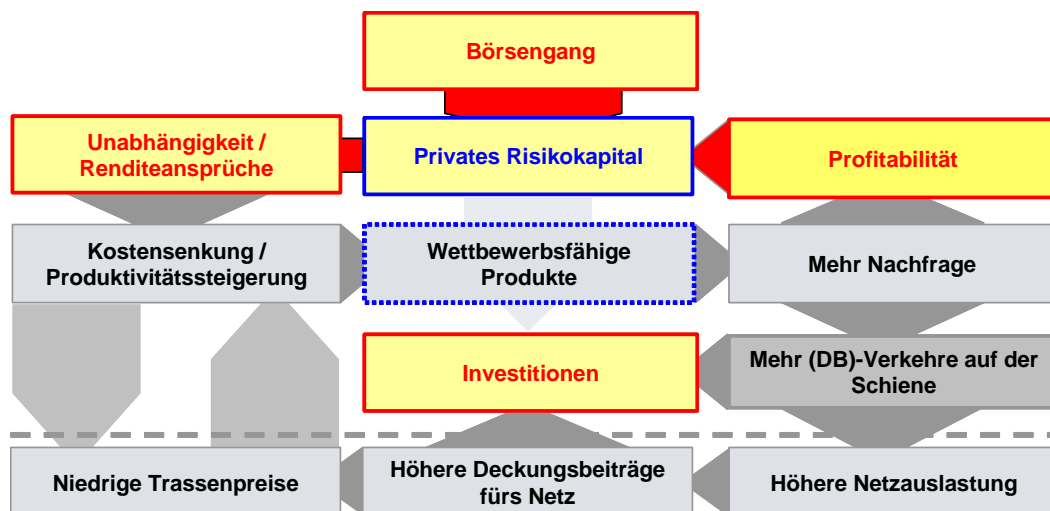 Börsengang
Unabhängigkeit /
Renditeansprüche
Privates Risikokapital
Profitabilität
Kostensenkung /
Produktivitätssteigerung
Wettbewerbsfähige
Produkte
Mehr Nachfrage
Investitionen
Mehr (DB)-Verkehre auf der
Schiene
Niedrige Trassenpreise
Höhere Deckungsbeiträge
fürs Netz
Höhere Netzauslastung